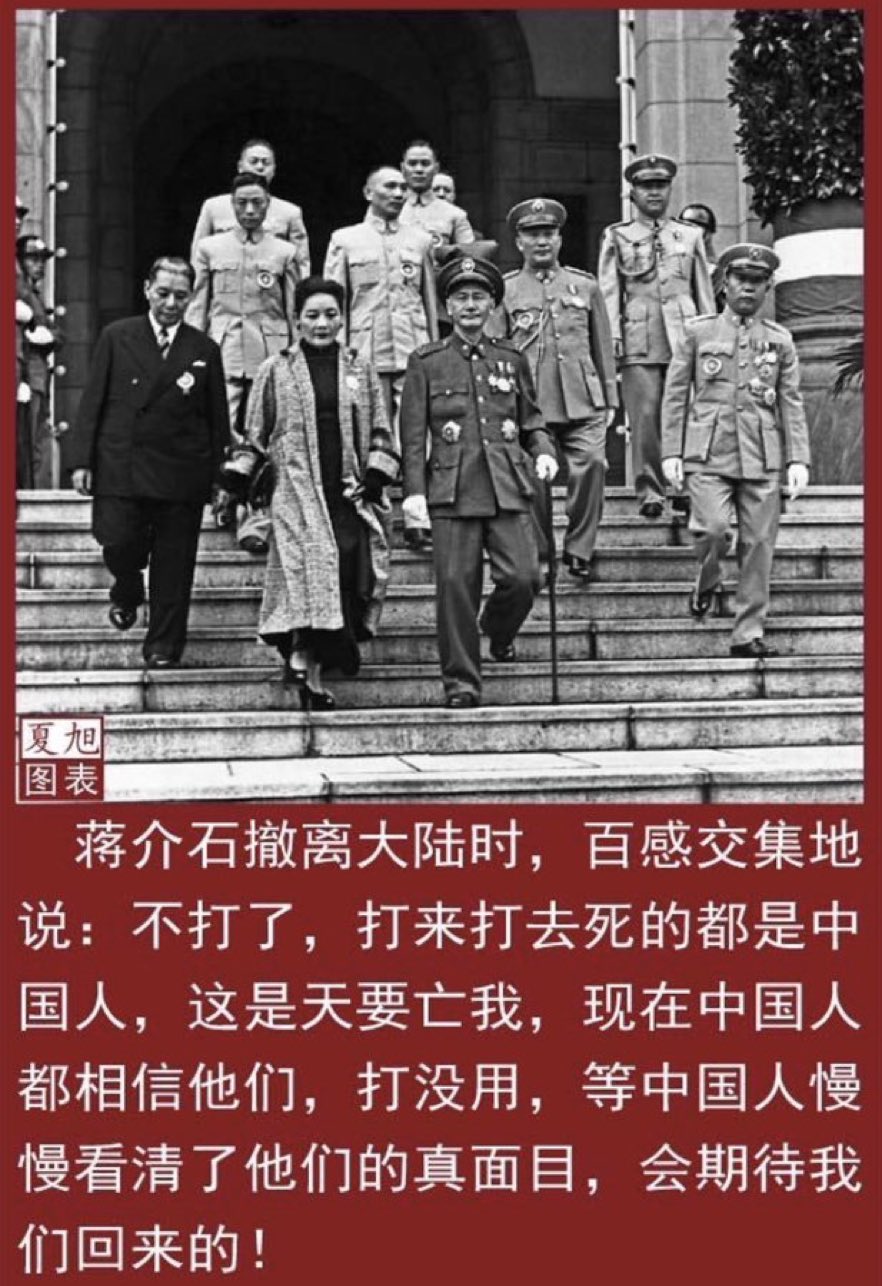 夏旭
图表
蒋介石撤离大陆时，百感交集地
说：不打了，打来打去死的都是中
国人，这是天要亡我，现在中国人
都相信他们，打没用，等中国人慢
慢看清了他们的真面目，会期待我
们回来的！